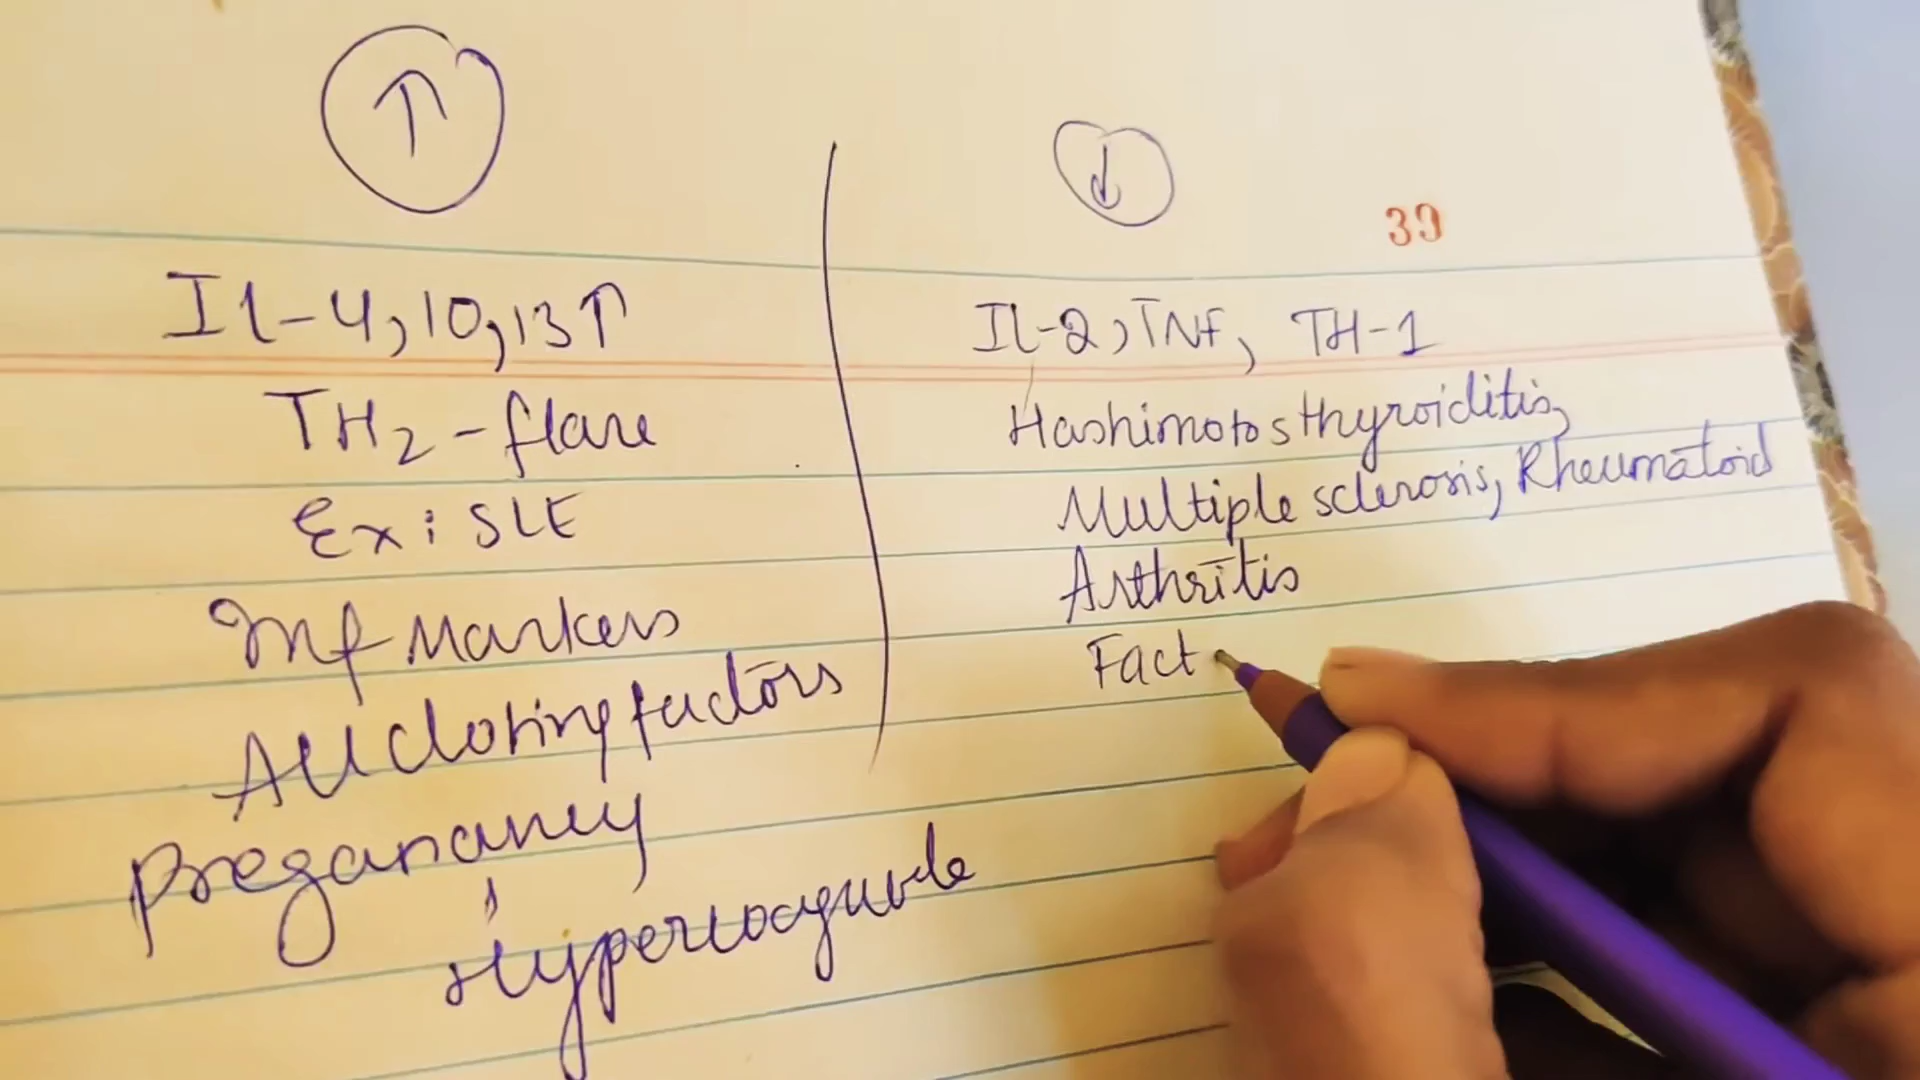 ↑
Il-4,10,13↑
TH2-flare
Ex: SLE
Inf Markers
All Clotting factors
Preganancy
Hypercoaguable
↓
39
Il-2, TNF, TH-1
Hashimotos thyroiditis,
Multiple sclerosis, Rheumatoid
Arthritis
Fact